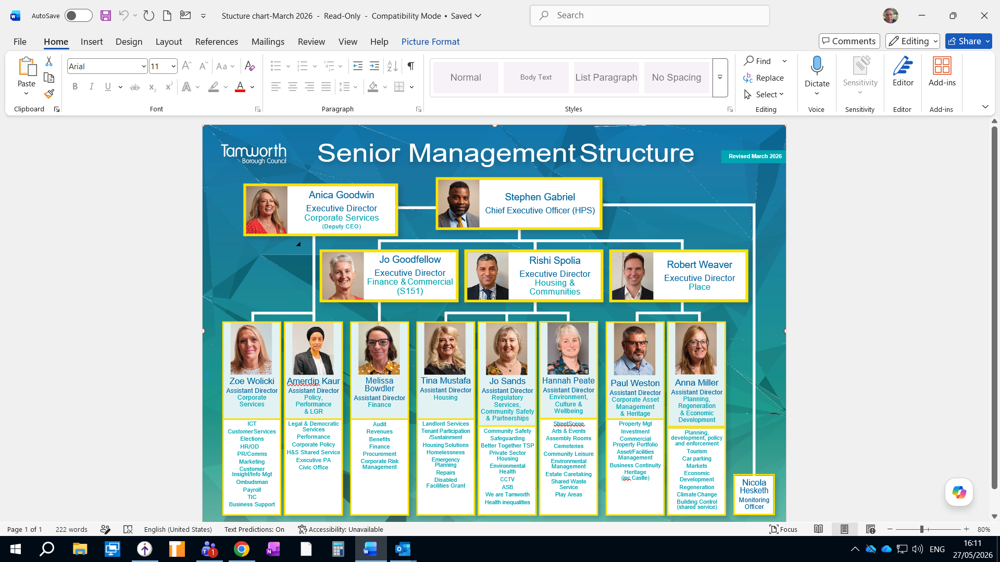 AutoSave
Stucture chart-March 2026 - Read-Only - Compatibility Mode • Saved
Search
File Home Insert Design Layout References Mailings Review View Help Picture Format
Comments Editing Share
Paste
Clipboard
Arial 11
Aa
B I U ab x₂ x² A A
Font
Paragraph
Normal Body Text List Paragraph No Spacing
Styles
Find
Replace
Select
Editing
Dictate
Voice
Sensitivity
Sensitivity
Editor
Editor
Add-ins
Add-ins
Tamworth
Borough Council
Senior Management Structure
Revised March 2026
Anica Goodwin
Executive Director
Corporate Services
(Deputy CEO)
Stephen Gabriel
Chief Executive Officer (HPS)
Jo Goodfellow
Executive Director
Finance & Commercial
(S151)
Rishi Spolia
Executive Director
Housing &
Communities
Robert Weaver
Executive Director
Place
Zoe Wolicki
Assistant Director
Corporate
Services
ICT
Customer Services
Elections
HR/OD
PR/Comms
Marketing
Customer
Insight/Info Mgt
Ombudsman
Payroll
TIC
Business Support
Amerdip Kaur
Assistant Director
Policy,
Performance
& LGR
Legal & Democratic
Services
Performance
Corporate Policy
H&S Shared Service
Executive PA
Civic Office
Melissa
Bowdler
Assistant Director
Finance
Audit
Revenues
Benefits
Finance
Procurement
Corporate Risk
Management
Tina Mustafa
Assistant Director
Housing
Landlord Services
Tenant Participation
/Sustainment
Housing Solutions
Homelessness
Emergency
Planning
Repairs
Disabled
Facilities Grant
Jo Sands
Assistant Director
Regulatory
Services,
Community Safety
& Partnerships
Community Safety
Safeguarding
Better Together TSP
Private Sector
Housing
Environmental
Health
CCTV
ASB
We are Tamworth
Health inequalities
Hannah Peate
Assistant Director
Environment,
Culture &
Wellbeing
StreetScene
Arts & Events
Assembly Rooms
Cemeteries
Community Leisure
Environmental
Management
Estate Caretaking
Shared Waste
Service
Play Areas
Paul Weston
Assistant Director
Corporate Asset
Management
& Heritage
Property Mgt
Investment
Commercial
Property Portfolio
Asset/Facilities
Management
Business Continuity
Heritage
(inc Castle)
Anna Miller
Assistant Director
Planning,
Regeneration
& Economic
Development
Planning,
development, policy
and enforcement
Tourism
Car parking
Markets
Economic
Development
Regeneration
Climate Change
Building Control
(shared service)
Nicola
Hesketh
Monitoring
Officer
Page 1 of 1 222 words English (United States) Text Predictions: On Accessibility: Unavailable Focus 80%
1
ENG
16:11
27/05/2026